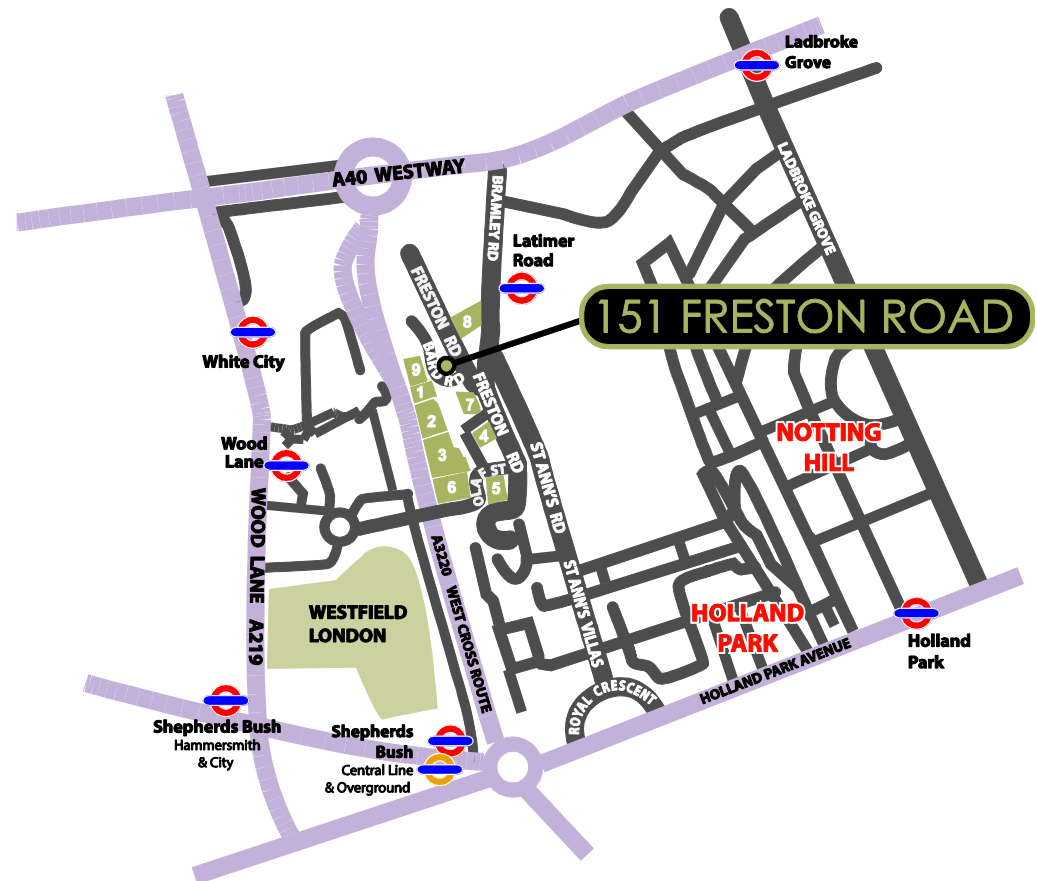 Ladbroke
Grove
A40 WESTWAY
BRAMLEY RD
LADBROKE GROVE
Latimer
Road
FRESTON RD
151 FRESTON ROAD
8
White City
BARD RD
9
1
7
2
FRESTON RD
4
NOTTING
HILL
Wood
Lane
3
ST
6
5
OLAF
ST ANN'S RD
WOOD LANE A219
A3220 WEST CROSS ROUTE
ST ANN'S VILLAS
WESTFIELD
LONDON
HOLLAND
PARK
Holland
Park
HOLLAND PARK AVENUE
ROYAL CRESCENT
Shepherds Bush
Hammersmith
& City
Shepherds
Bush
Central Line
& Overground